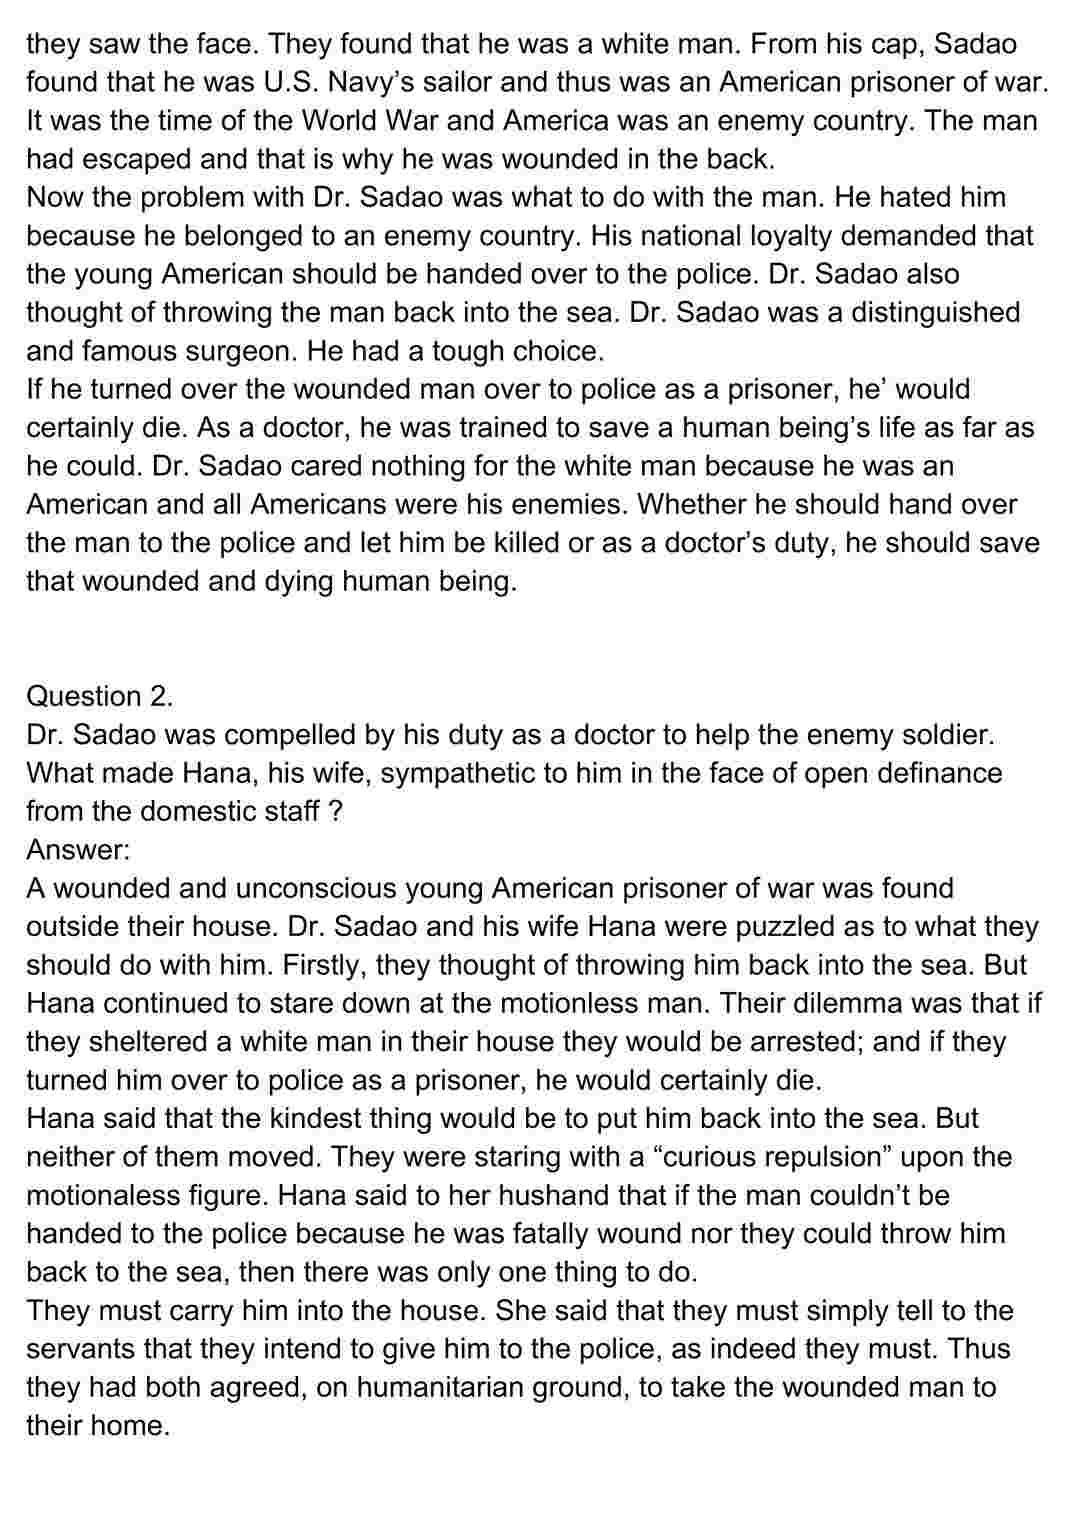 they saw the face. They found that he was a white man. From his cap, Sadao
found that he was U.S. Navy’s sailor and thus was an American prisoner of war.
It was the time of the World War and America was an enemy country. The man
had escaped and that is why he was wounded in the back.
Now the problem with Dr. Sadao was what to do with the man. He hated him
because he belonged to an enemy country. His national loyalty demanded that
the young American should be handed over to the police. Dr. Sadao also
thought of throwing the man back into the sea. Dr. Sadao was a distinguished
and famous surgeon. He had a tough choice.
If he turned over the wounded man over to police as a prisoner, he’ would
certainly die. As a doctor, he was trained to save a human being’s life as far as
he could. Dr. Sadao cared nothing for the white man because he was an
American and all Americans were his enemies. Whether he should hand over
the man to the police and let him be killed or as a doctor’s duty, he should save
that wounded and dying human being.
Question 2.
Dr. Sadao was compelled by his duty as a doctor to help the enemy soldier.
What made Hana, his wife, sympathetic to him in the face of open definance
from the domestic staff ?
Answer:
A wounded and unconscious young American prisoner of war was found
outside their house. Dr. Sadao and his wife Hana were puzzled as to what they
should do with him. Firstly, they thought of throwing him back into the sea. But
Hana continued to stare down at the motionless man. Their dilemma was that if
they sheltered a white man in their house they would be arrested; and if they
turned him over to police as a prisoner, he would certainly die.
Hana said that the kindest thing would be to put him back into the sea. But
neither of them moved. They were staring with a “curious repulsion” upon the
motionaless figure. Hana said to her hushand that if the man couldn’t be
handed to the police because he was fatally wound nor they could throw him
back to the sea, then there was only one thing to do.
They must carry him into the house. She said that they must simply tell to the
servants that they intend to give him to the police, as indeed they must. Thus
they had both agreed, on humanitarian ground, to take the wounded man to
their home.